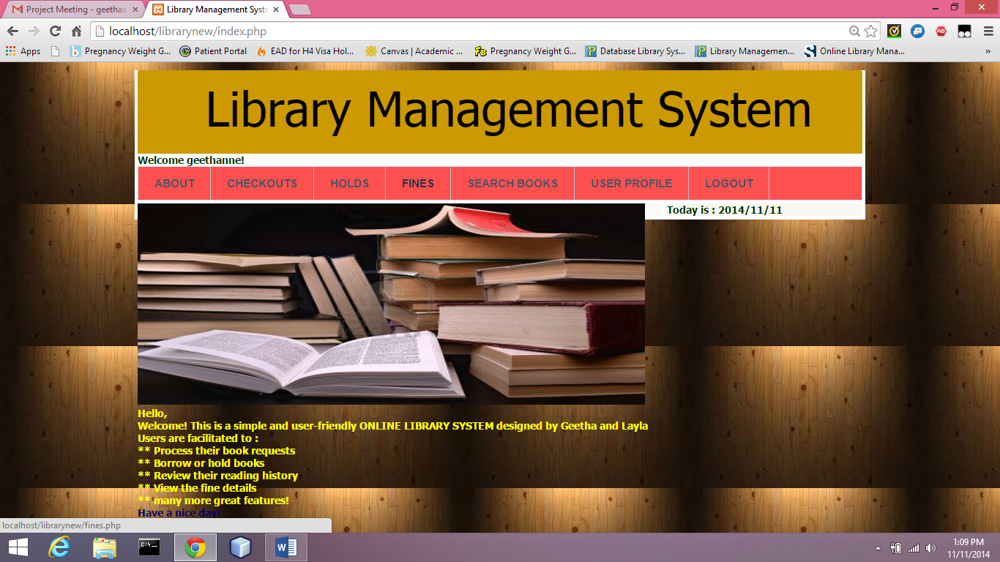 Project Meeting - geethaa
Library Management Syste
localhost/librarynew/index.php
Apps
Pregnancy Weight G...
Patient Portal
EAD for H4 Visa Hol...
Canvas | Academic ...
Pregnancy Weight G...
Database Library Sys...
Library Managemen...
Online Library Mana...
»
Library Management System
Welcome geethanne!
ABOUT CHECKOUTS HOLDS FINES SEARCH BOOKS USER PROFILE LOGOUT
Today is : 2014/11/11
Hello,
Welcome! This is a simple and user-friendly ONLINE LIBRARY SYSTEM designed by Geetha and Layla
Users are facilitated to :
** Process their book requests
** Borrow or hold books
** Review their reading history
** View the fine details
** many more great features!
Have a nice day!
localhost/librarynew/fines.php
1:09 PM
11/11/2014